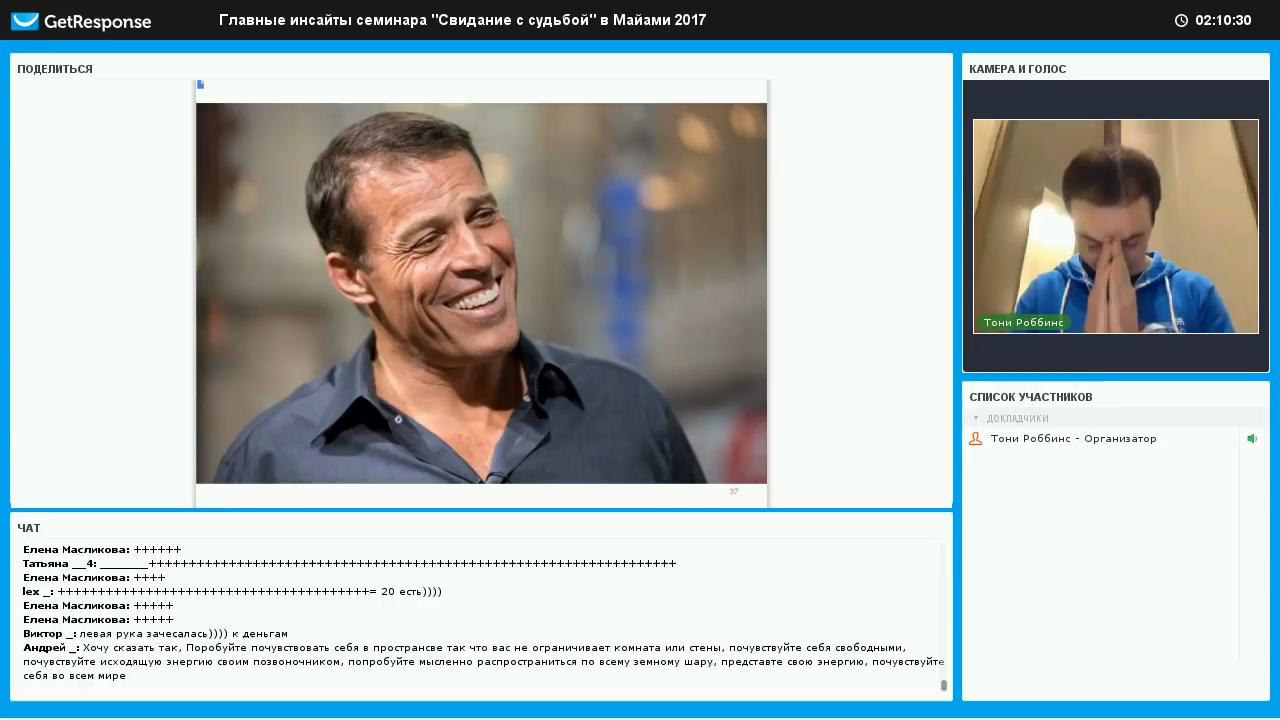 GetResponse
Главные инсайты семинара "Свидание с судьбой" в Майами 2017
02:10:30
ПОДЕЛИТЬСЯ
37
КАМЕРА И ГОЛОС
Тони Роббинс
СПИСОК УЧАСТНИКОВ
ДОКЛАДЧИКИ
Тони Роббинс - Организатор
ЧАТ
Елена Масликова: ++++++
Татьяна __4: ________++++++++++++++++++++++++++++++++++++++++++++++++++++++++++++++++++
Елена Масликова: ++++
lex _: +++++++++++++++++++++++++++++++++++++++= 20 есть))))
Елена Масликова: +++++
Елена Масликова: +++++
Виктор _: левая рука зачесалась)))) к деньгам
Андрей _: Хочу сказать так, Поробуйте почувствовать себя в пространсве так что вас не ограничивает комната или стены, почувствуйте себя свободными,
почувствуйте исходящую энергию своим позвоночником, попробуйте мысленно распространиться по всему земному шару, представте свою энергию, почувствуйте
себя во всем мире